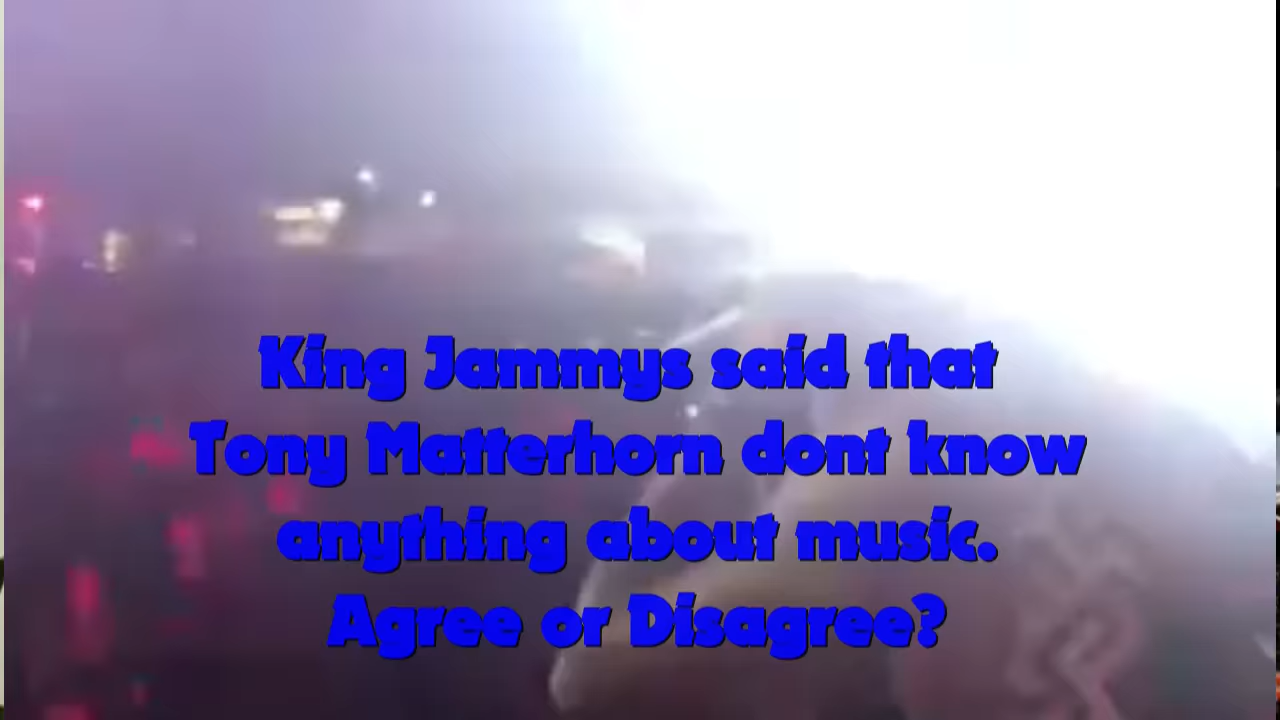 King Jammys said that
Tony Matterhorn dont know
anything about music.
Agree or Disagree?